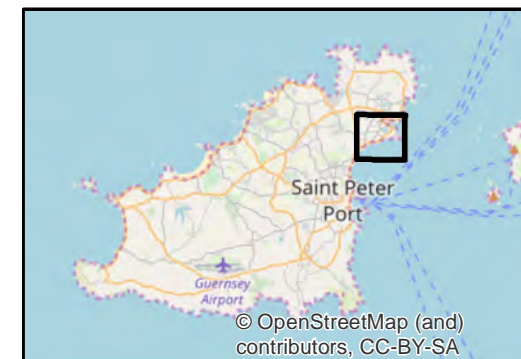 Saint Peter
Port
Guernsey
Airport
© OpenStreetMap (and)
contributors, CC-BY-SA